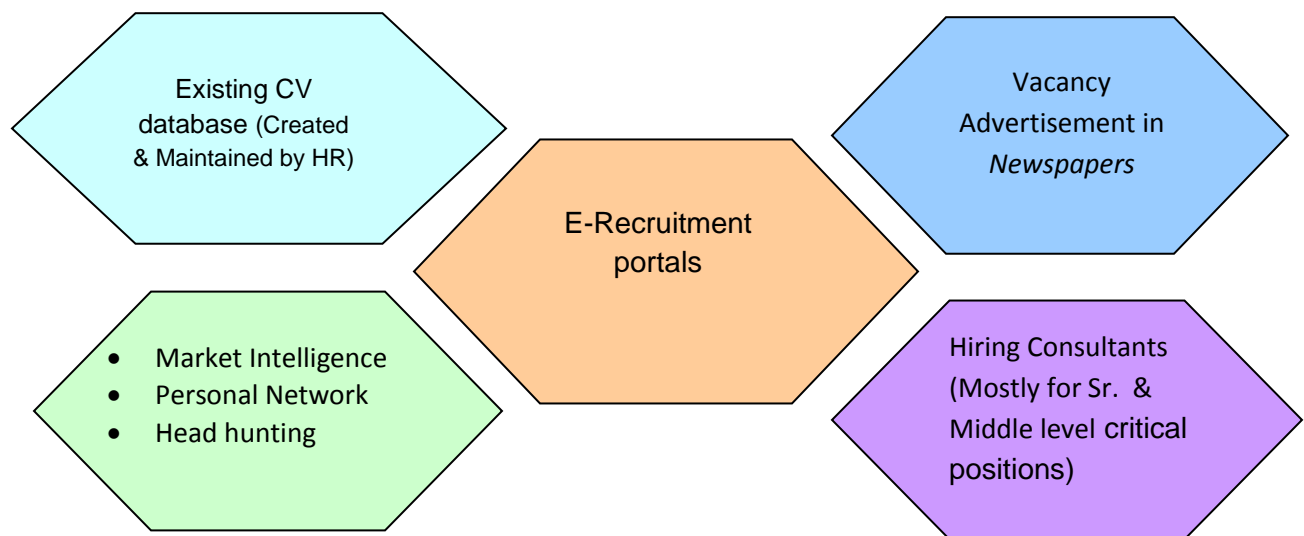 Existing CV
database (Created
& Maintained by HR)
Vacancy
Advertisement in
Newspapers
E-Recruitment
portals
• Market Intelligence
• Personal Network
• Head hunting
Hiring Consultants
(Mostly for Sr. &
Middle level critical
positions)